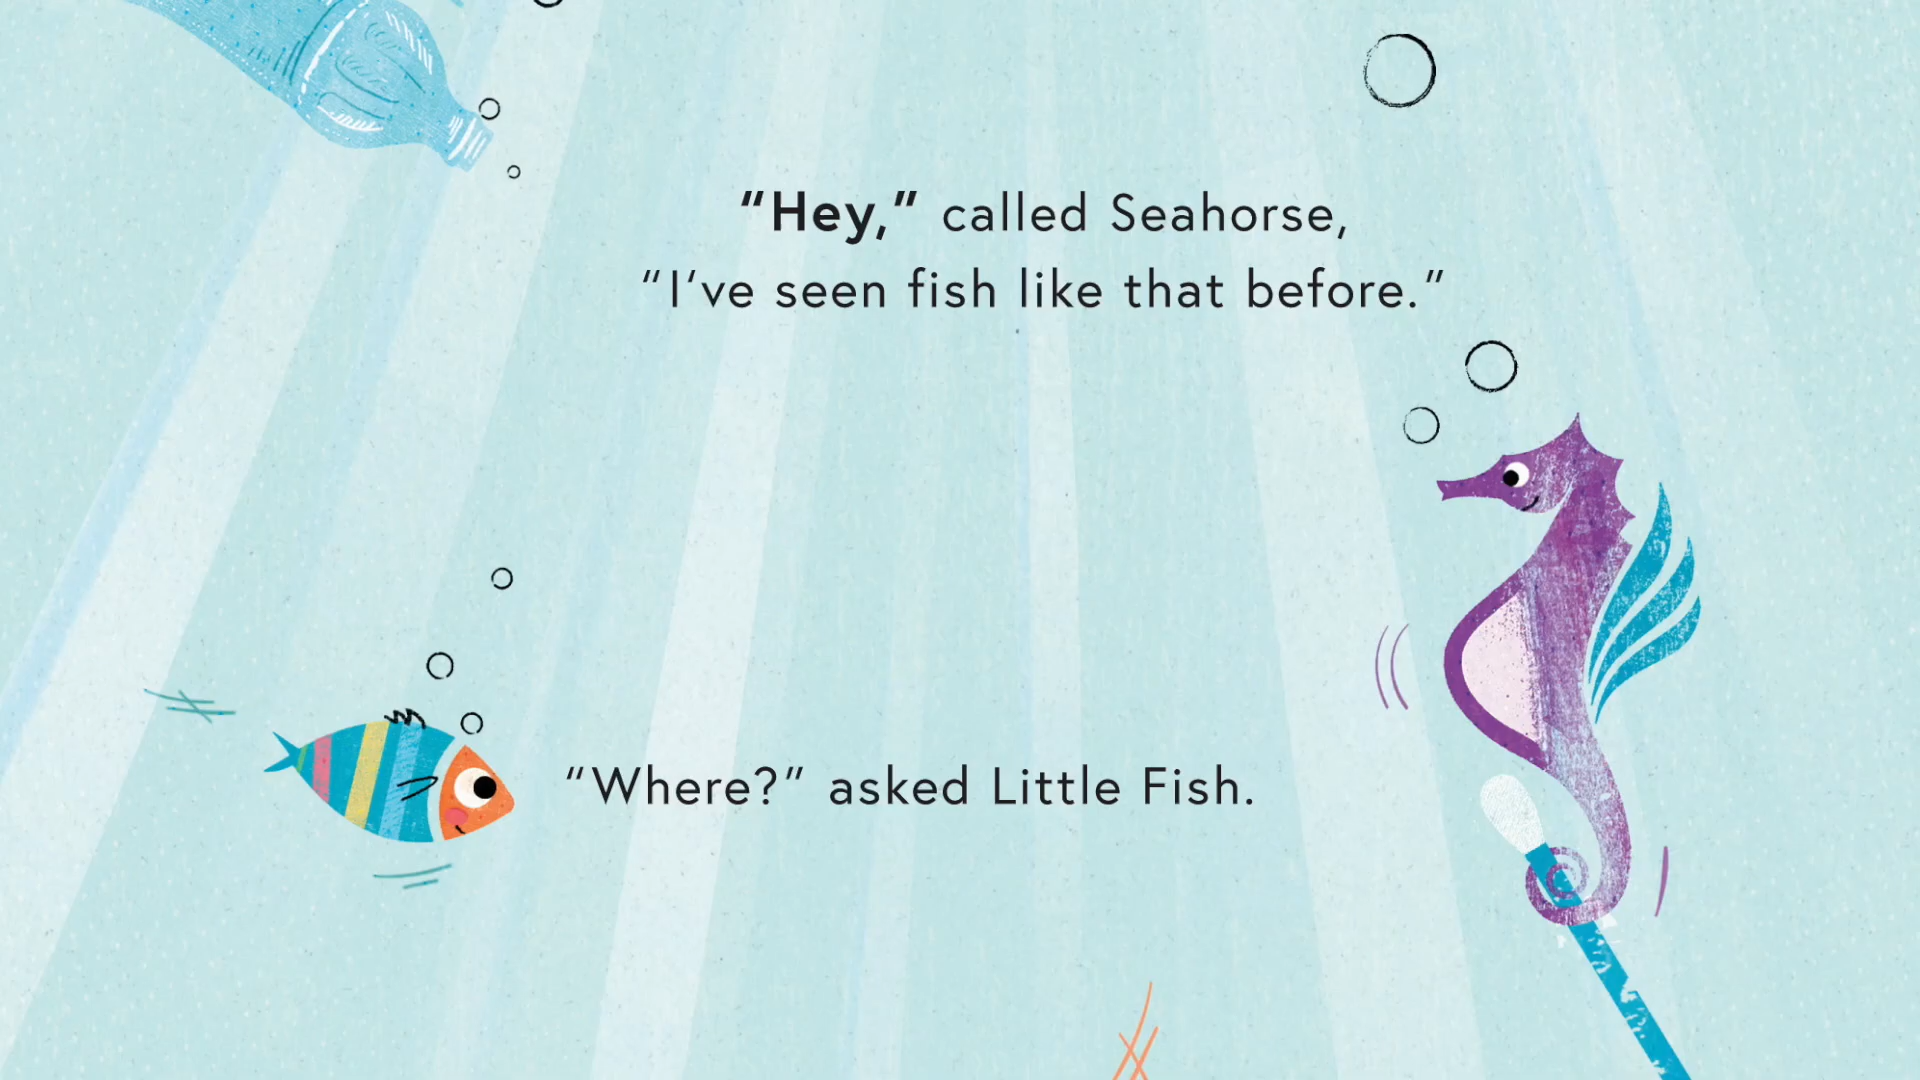 “Hey,” called Seahorse,
“I’ve seen fish like that before.”
“Where?” asked Little Fish.